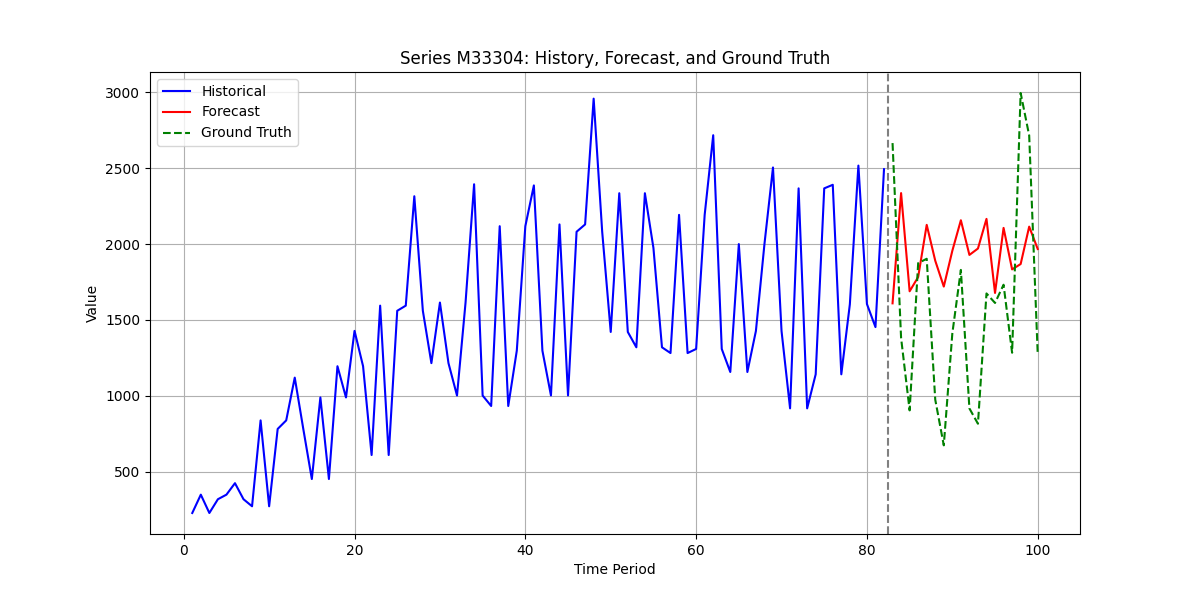 Series M33304: History, Forecast, and Ground Truth
Historical
Forecast
Ground Truth
Value
3000
2500
2000
1500
1000
500
0
20
40
60
80
100
Time Period